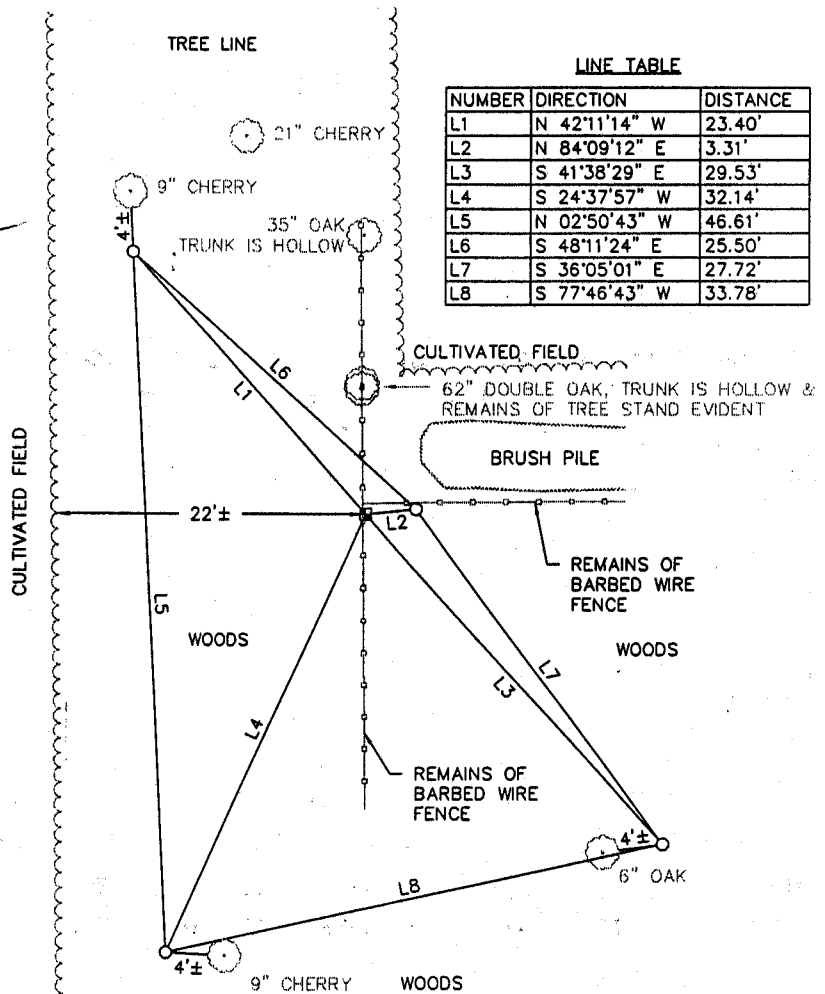 TREE LINE
LINE TABLE
NUMBER DIRECTION DISTANCE
L1 N 42°11'14" W 23.40'
L2 N 84°09'12" E 3.31'
L3 S 41°38'29" E 29.53'
L4 S 24°37'57" W 32.14'
L5 N 02°50'43" W 46.61'
L6 S 48°11'24" E 25.50'
L7 S 36°05'01" E 27.72'
L8 S 77°46'43" W 33.78'
21" CHERRY
9" CHERRY
4'±
35" OAK
TRUNK IS HOLLOW
CULTIVATED FIELD
62" DOUBLE OAK, TRUNK IS HOLLOW &
REMAINS OF TREE STAND EVIDENT
L6
L1
BRUSH PILE
CULTIVATED FIELD
22'±
L2
REMAINS OF
BARBED WIRE
FENCE
L5
WOODS
WOODS
L7
L3
L4
REMAINS OF
BARBED WIRE
FENCE
4'±
6" OAK
L8
4'±
9" CHERRY
WOODS